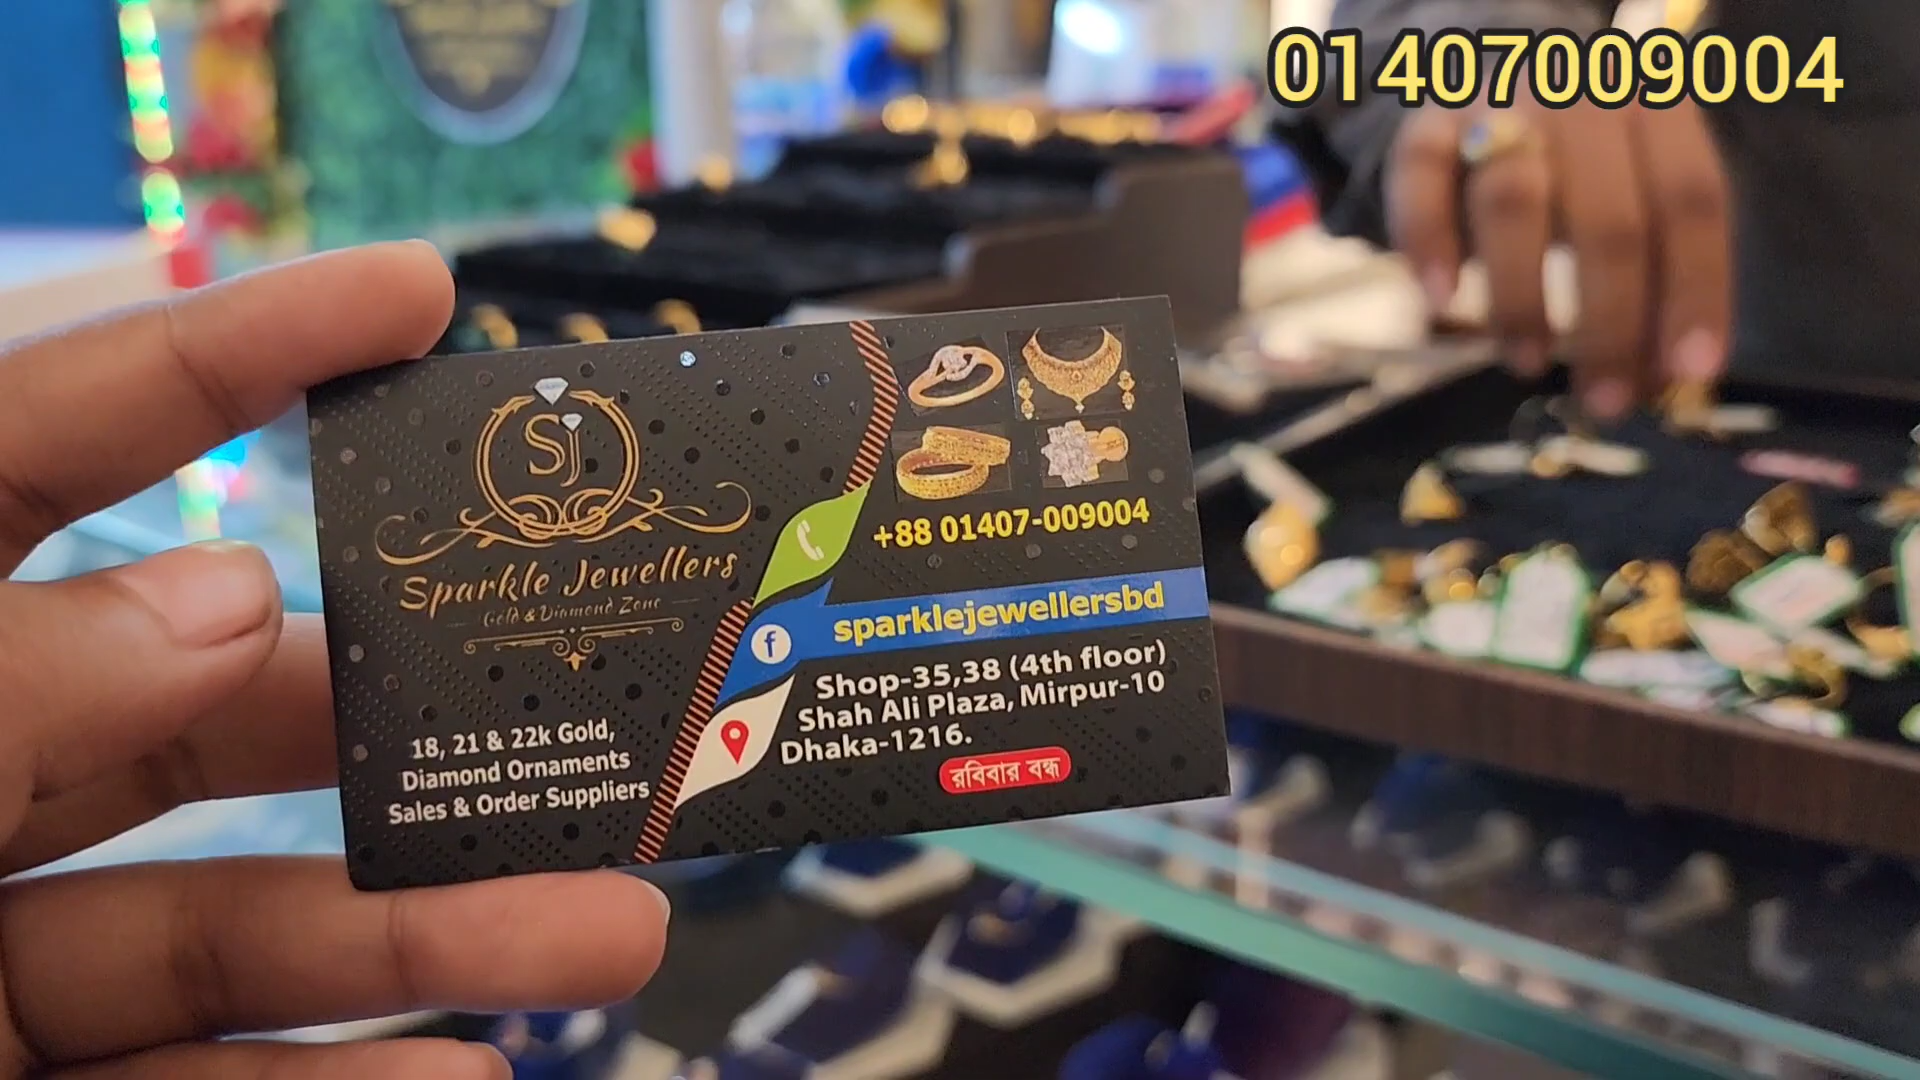 01407009004
SJ
Sparkle Jewellers
Gold & Diamond Zone
18, 21 & 22k Gold,
Diamond Ornaments
Sales & Order Suppliers
+88 01407-009004
f
sparklejewellersbd
Shop-35,38 (4th floor)
Shah Ali Plaza, Mirpur-10
Dhaka-1216.
রবিবার বন্ধ